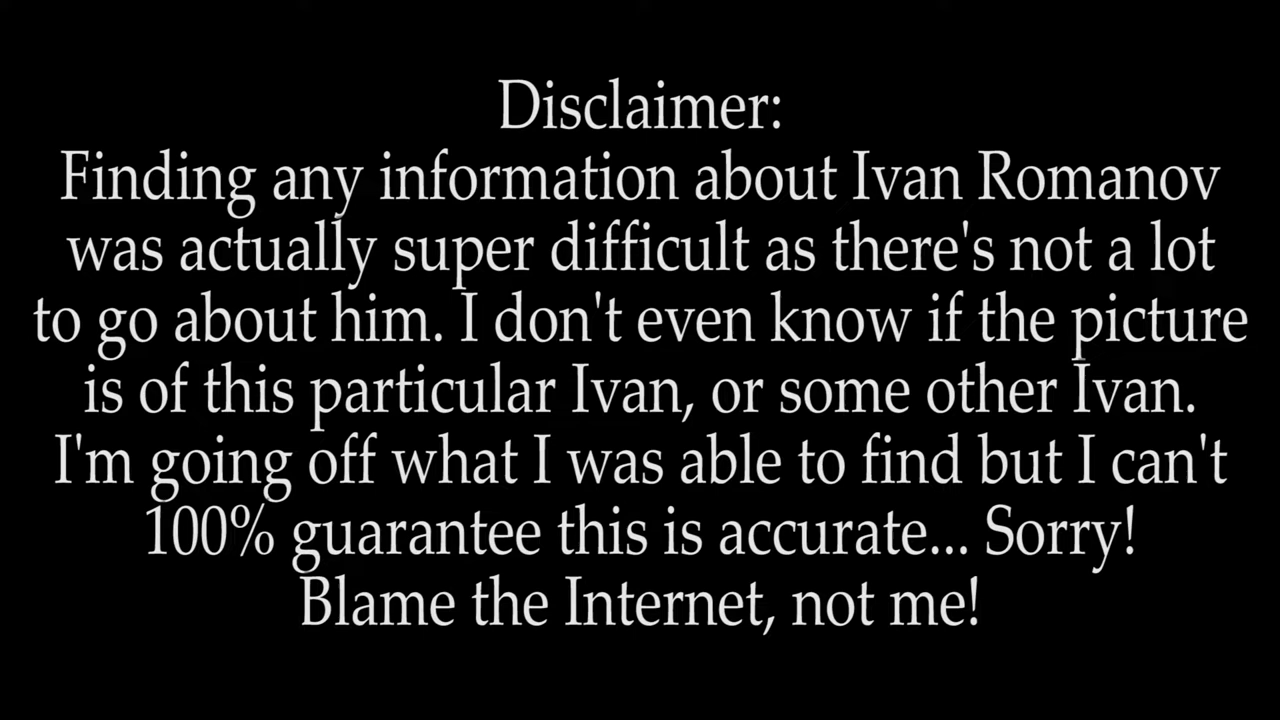 Disclaimer:
Finding any information about Ivan Romanov
was actually super difficult as there's not a lot
to go about him. I don't even know if the picture
is of this particular Ivan, or some other Ivan.
I'm going off what I was able to find but I can't
100% guarantee this is accurate... Sorry!
Blame the Internet, not me!